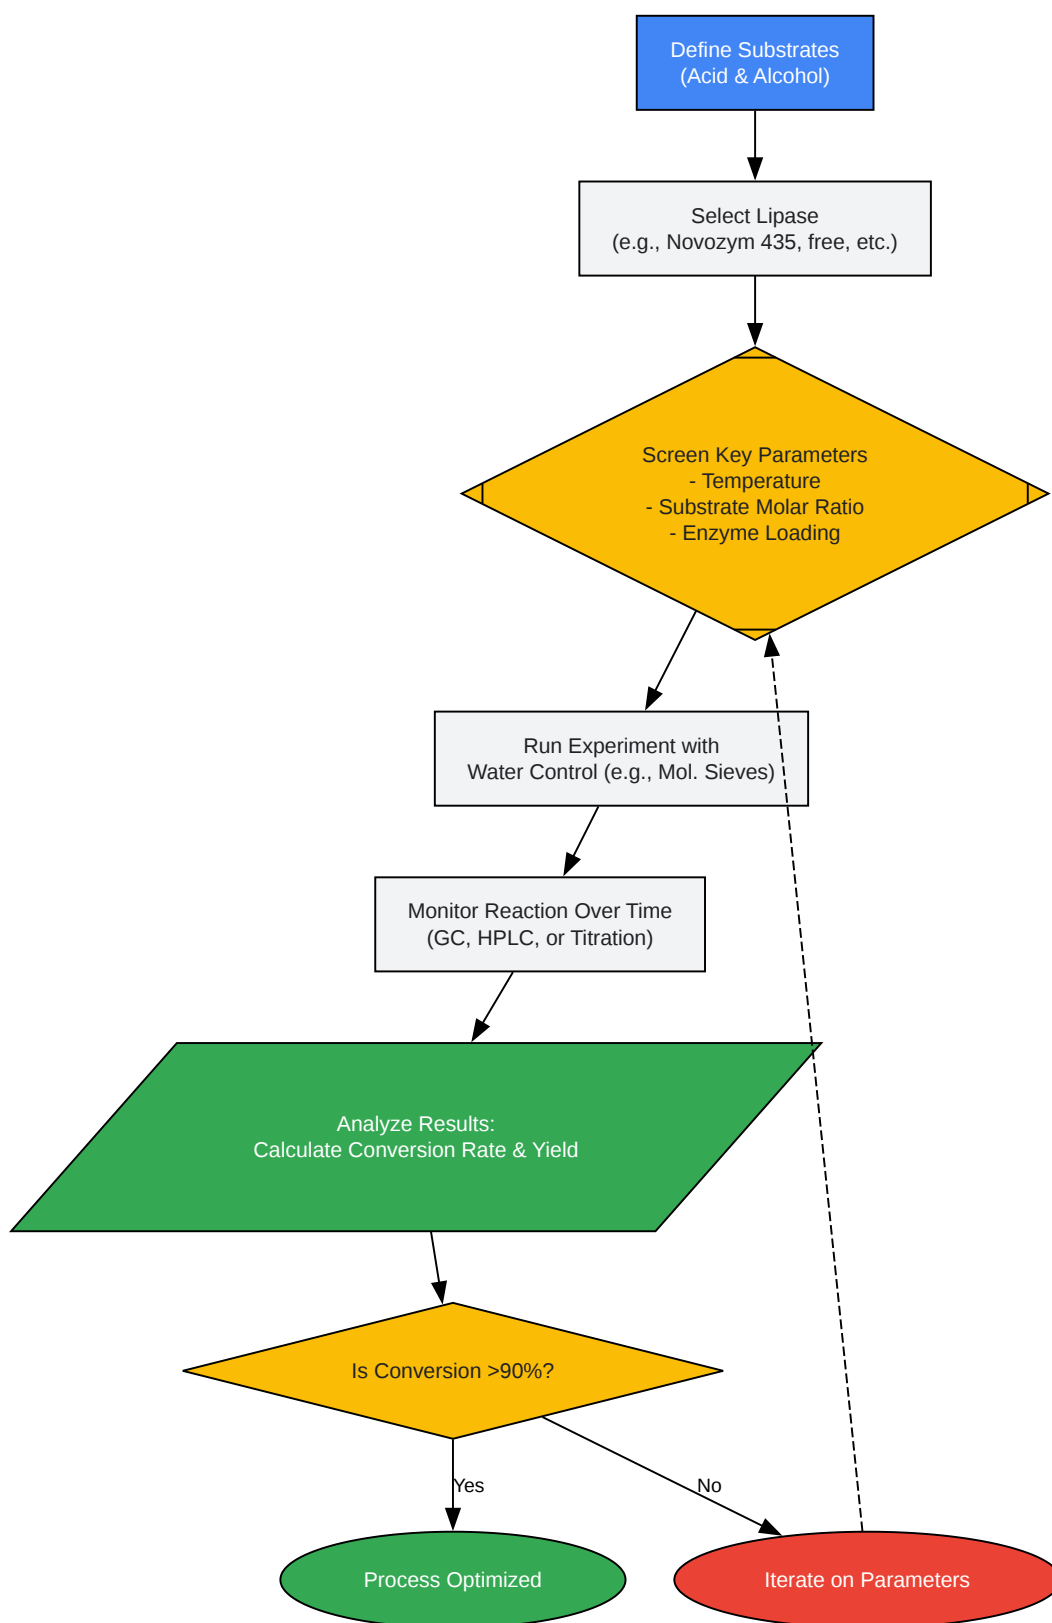 Define Substrates
(Acid & Alcohol)
Select Lipase
(e.g., Novozym 435, free, etc.)
Screen Key Parameters
- Temperature
- Substrate Molar Ratio
- Enzyme Loading
Run Experiment with
Water Control (e.g., Mol. Sieves)
Monitor Reaction Over Time
(GC, HPLC, or Titration)
Analyze Results:
Calculate Conversion Rate & Yield
Is Conversion >90%?
Yes
No
Process Optimized
Iterate on Parameters